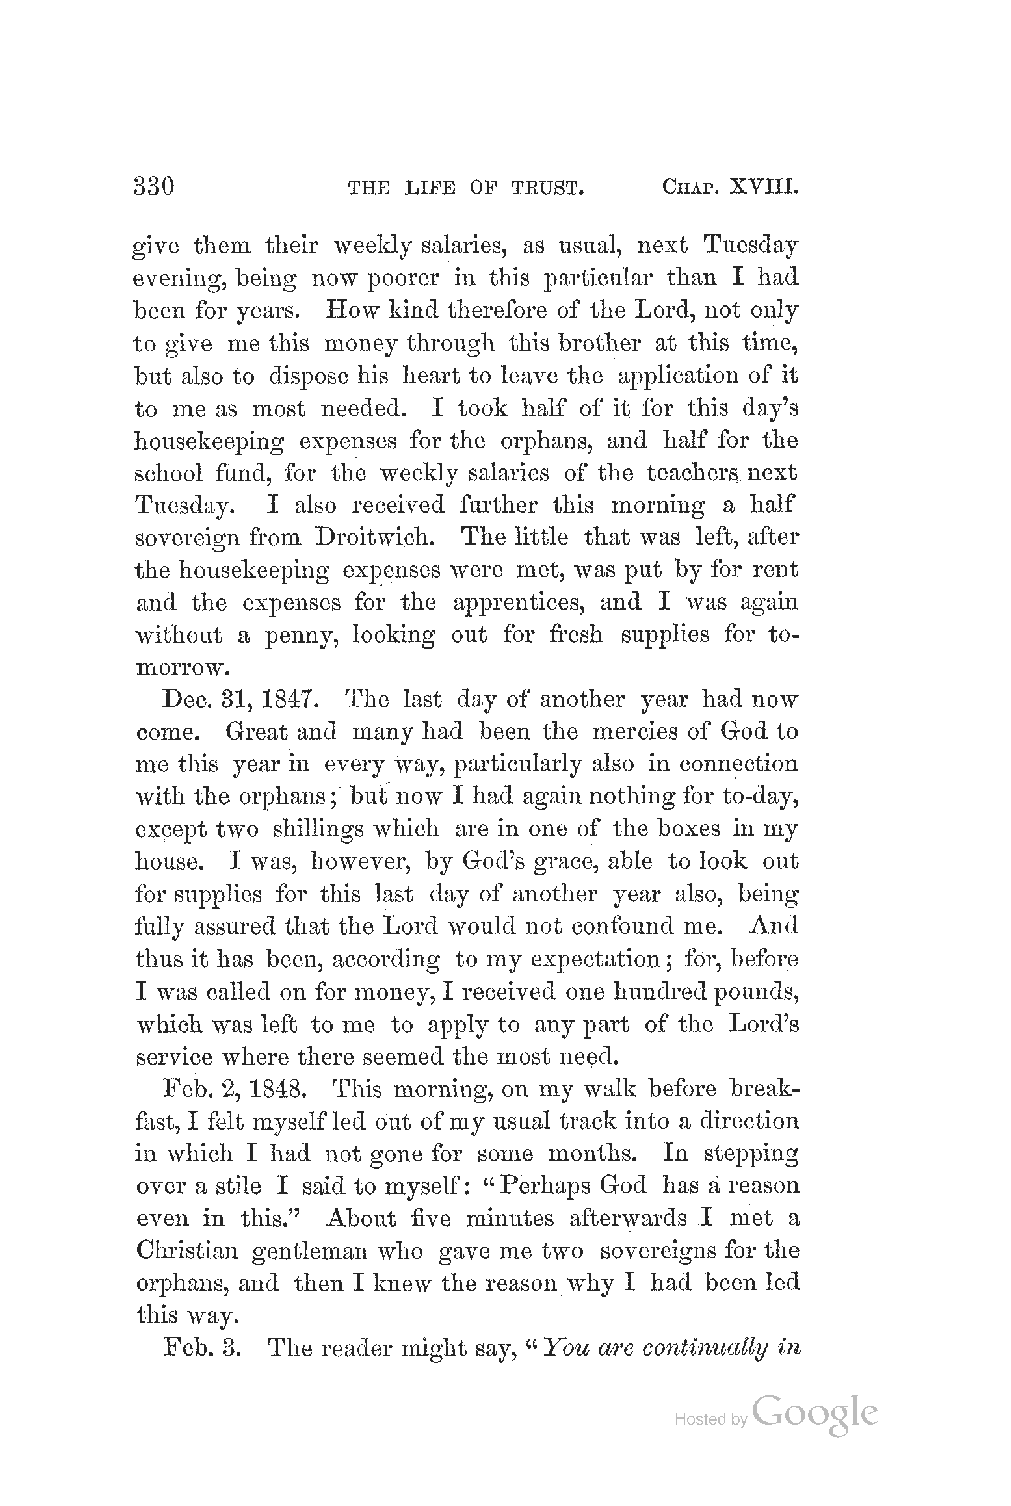 330 THE LIFE OF TRUST. CHAP. XVIII.
give them their weekly salaries, as usual, next Tuesday
evening, being now poorer in this particular than I had
been for years. How kind therefore of the Lord, not only
to give me this money through this brother at this time,
but also to dispose his heart to leave the application of it
to me as most needed. I took half of it for this day's
housekeeping expenses for the orphans, and half for the
school fund, for the weekly salaries of the teachers next
Tuesday. I also received further this morning a half
sovereign from Droitwich. The little that was left, after
the housekeeping expenses were met, was put by for rent
and the expenses for the apprentices, and I was again
without a penny, looking out for fresh supplies for to-
morrow.
Dec. 31, 1847. The last day of another year had now
come. Great and many had been the mercies of God to
me this year in every way, particularly also in connection
with the orphans; but now I had again nothing for to-day,
except two shillings which are in one of the boxes in my
house. I was, however, by God's grace, able to look out
for supplies for this last day of another year also, being
fully assured that the Lord would not confound me. And
thus it has been, according to my expectation; for, before
I was called on for money, I received one hundred pounds,
which was left to me to apply to any part of the Lord's
service where there seemed the most need.
Feb. 2, 1848. This morning, on my walk before break-
fast, I felt myself led out of my usual track into a direction
in which I had not gone for some months. In stepping
over a stile I said to myself: "Perhaps God has a reason
even in this." About five minutes afterwards I met a
Christian gentleman who gave me two sovereigns for the
orphans, and then I knew the reason why I had been led
this way.
Feb. 3. The reader might say, "You are continually in
Hosted by Google